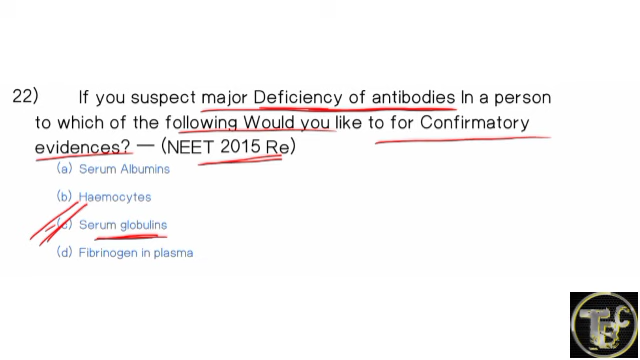 22) If you suspect major Deficiency of antibodies In a person
to which of the following Would you like to for Confirmatory
evidences? — (NEET 2015 Re)
(a) Serum Albumins
(b) Haemocytes
(c) Serum globulins
(d) Fibrinogen in plasma